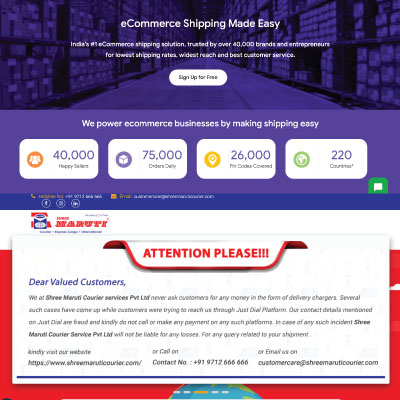 eCommerce Shipping Made Easy
India's #1 eCommerce shipping solution, trusted by over 40,000 brands and entrepreneurs
for lowest shipping rates, widest reach and best customer service.
Sign Up for Free
We power ecommerce businesses by making shipping easy
40,000
Happy Sellers
75,000
Orders Daily
26,000
Pin Codes Covered
220
Countries*
Hotline No: +91 9712 666 666 Email: customercare@shreemaruticourier.com
SHREE
MARUTI
Courier • Express Cargo • International
ATTENTION PLEASE!!!
Dear Valued Customers,
We at Shree Maruti Courier services Pvt Ltd never ask customers for any money in the form of delivery charges. Several
such cases have come up while customers were trying to reach us through Just Dial Platform. Our contact details mentioned
on Just Dial are fraud and kindly do not call or make any payment on any such platforms. In case of any such incident Shree
Maruti Courier Service Pvt Ltd will not be liable for any losses. For any query related to your shipment .
kindly visit our website or Call on or Email us on
https://www.shreemaruticourier.com/ Contact No. : +91 9712 666 666 customercare@shreemaruticourier.com